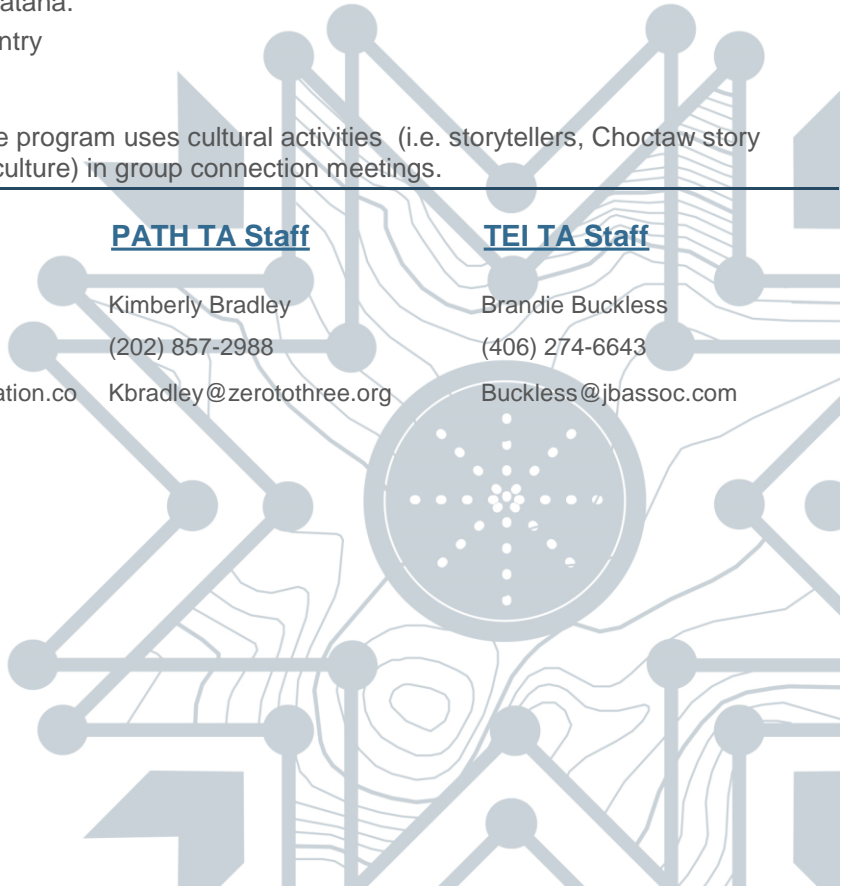 atana.
ntry
e program uses cultural activities (i.e. storytellers, Choctaw story
culture) in group connection meetings.
PATH TA Staff TEI TA Staff
Kimberly Bradley Brandie Buckless
(202) 857-2988 (406) 274-6643
ation.co Kbradley@zerotothree.org Buckless@jbassoc.com